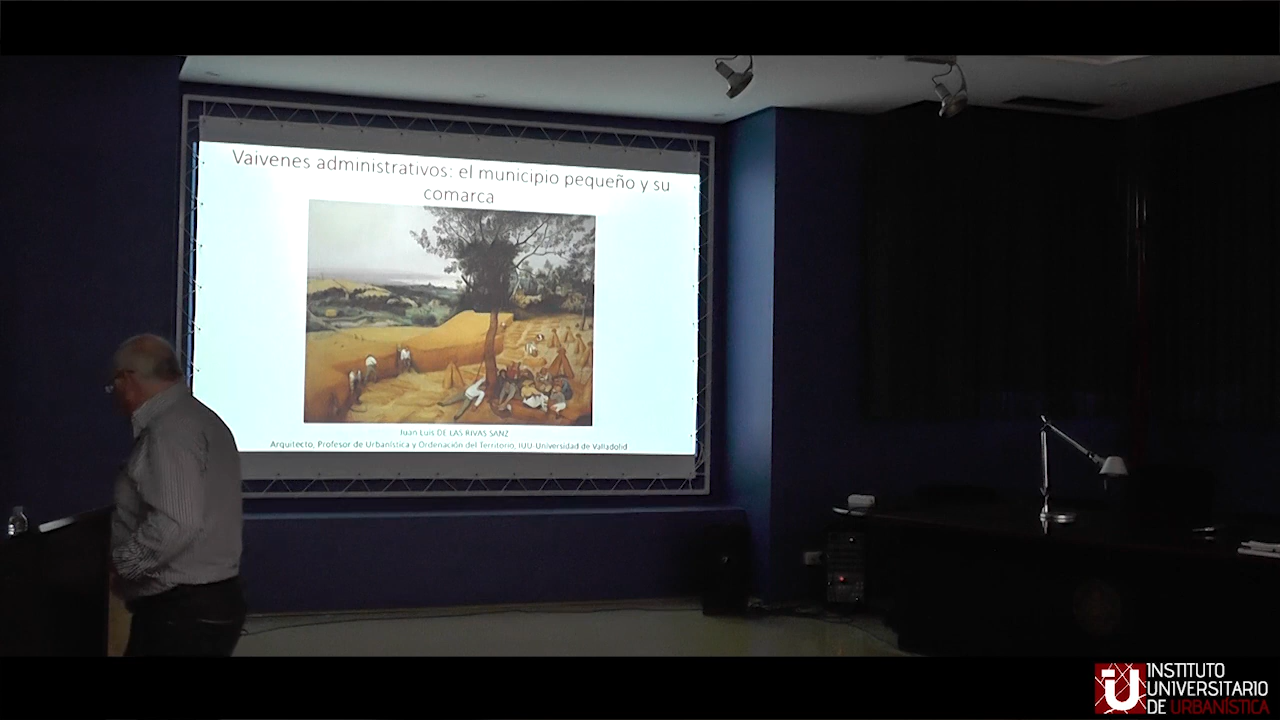 Vaivenes administrativos: el municipio pequeño y su
comarca
Juan Luis DE LAS RIVAS SANZ
Arquitecto, Profesor de Urbanística y Ordenación del Territorio, IUU Universidad de Valladolid
INSTITUTO
UNIVERSITARIO
DE URBANÍSTICA